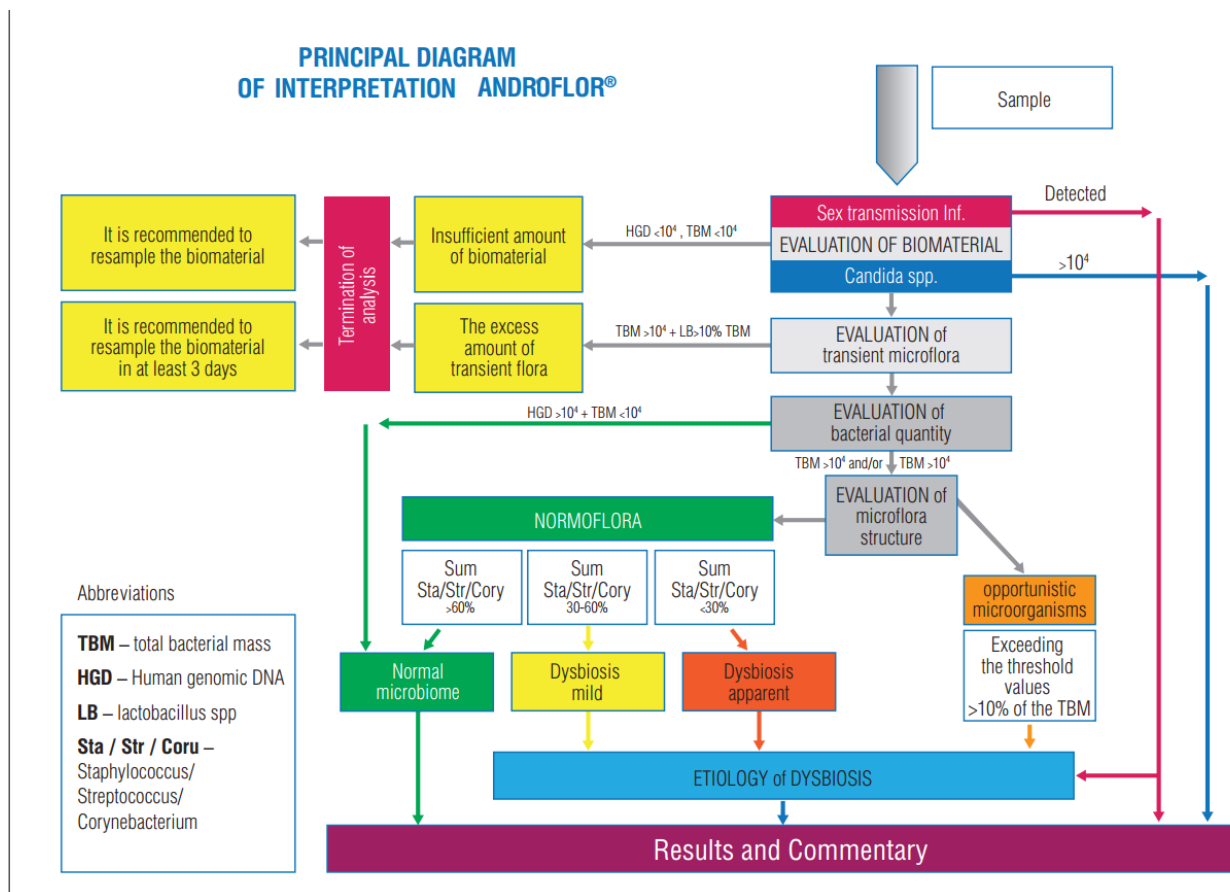 PRINCIPAL DIAGRAM
OF INTERPRETATION ANDROFLOR®
Sample
Sex transmission Inf.
Detected
EVALUATION OF BIOMATERIAL
Candida spp.
>10⁴
HGD <10⁴ , TBM <10⁴
Insufficient amount
of biomaterial
Termination of
analysis
It is recommended to
resample the biomaterial
EVALUATION of
transient microflora
TBM >10⁴ + LB>10% TBM
The excess
amount of
transient flora
It is recommended to
resample the biomaterial
in at least 3 days
EVALUATION of
bacterial quantity
HGD >10⁴ + TBM <10⁴
TBM >10⁴ and/or
TBM >10⁴
EVALUATION of
microflora
structure
NORMOFLORA
Sum
Sta/Str/Cory
>60%
Sum
Sta/Str/Cory
30-60%
Sum
Sta/Str/Cory
<30%
opportunistic
microorganisms
Exceeding
the threshold
values
>10% of the TBM
Normal
microbiome
Dysbiosis
mild
Dysbiosis
apparent
ETIOLOGY of DYSBIOSIS
Results and Commentary
Abbreviations
TBM – total bacterial mass
HGD – Human genomic DNA
LB – lactobacillus spp
Sta / Str / Coru –
Staphylococcus/
Streptococcus/
Corynebacterium